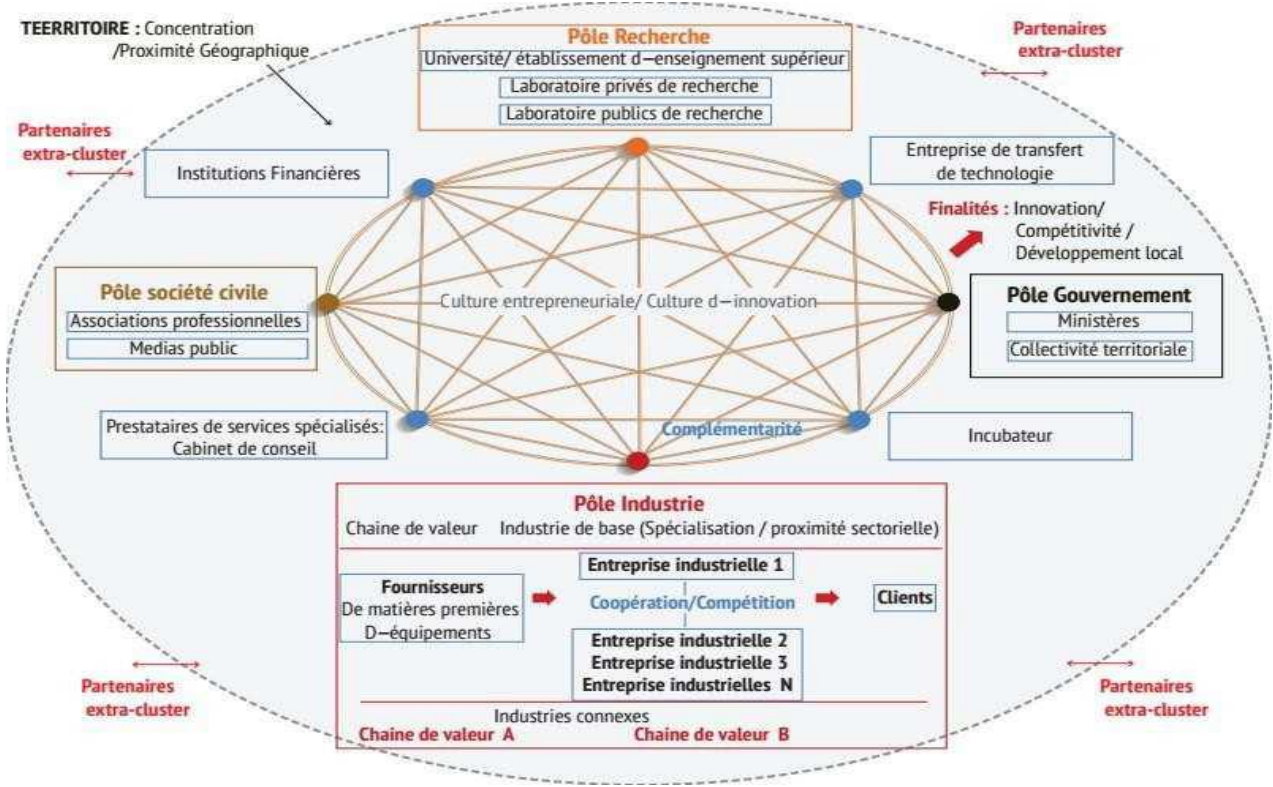 TEERRITOIRE : Concentration
/Proximité Géographique
Partenaires
extra-cluster
Pôle Recherche
Université/ établissement d−enseignement supérieur
Laboratoire privés de recherche
Laboratoire publics de recherche
Partenaires
extra-cluster
Institutions Financières
Entreprise de transfert
de technologie
Finalités : Innovation/
Compétitivité /
Développement local
Pôle société civile
Associations professionnelles
Medias public
Culture entrepreneuriale/ Culture d−innovation
Pôle Gouvernement
Ministères
Collectivité territoriale
Prestataires de services spécialisés:
Cabinet de conseil
Complémentarité
Incubateur
Pôle Industrie
Chaine de valeur Industrie de base (Spécialisation / proximité sectorielle)
Fournisseurs
De matières premières
D−équipements
Entreprise industrielle 1
Coopération/Compétition
Entreprise industrielle 2
Entreprise industrielle 3
Entreprise industrielles N
Clients
Industries connexes
Chaine de valeur A Chaine de valeur B
Partenaires
extra-cluster
Partenaires
extra-cluster